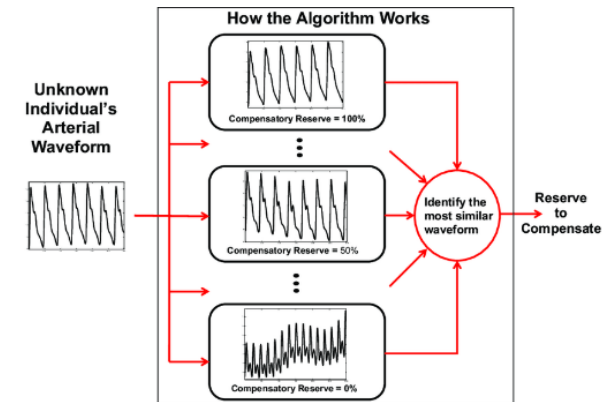 How the Algorithm Works
Unknown
Individual's
Arterial
Waveform
Compensatory Reserve = 100%
Compensatory Reserve = 50%
Compensatory Reserve = 0%
Identify the
most similar
waveform
Reserve
to
Compensate